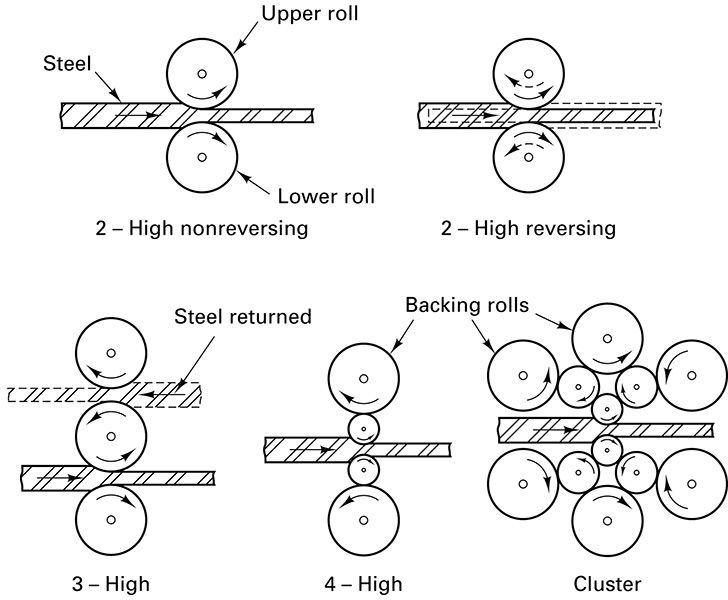 Upper roll
Steel
Lower roll
2 – High nonreversing
2 – High reversing
Steel returned
Backing rolls
3 – High
4 – High
Cluster